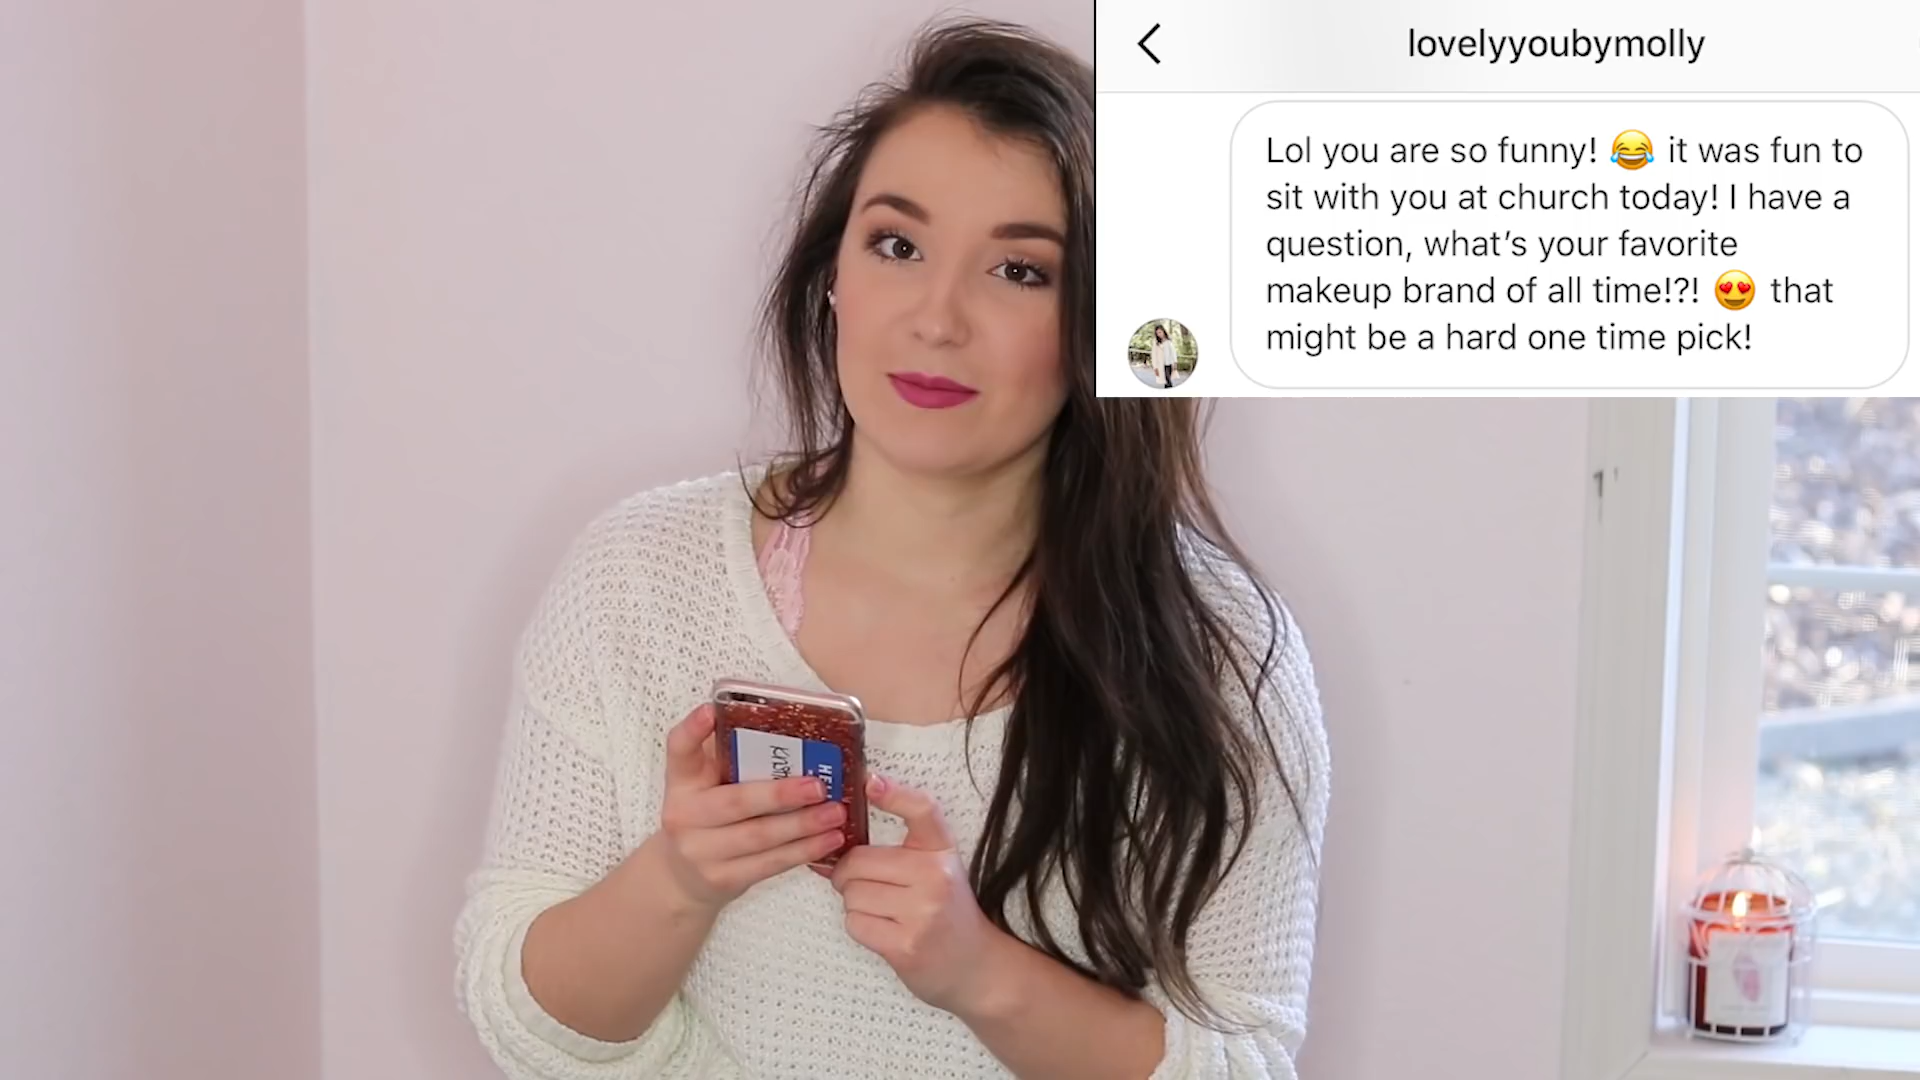 lovelyyoubymolly
Lol you are so funny! 😂 it was fun to
sit with you at church today! I have a
question, what's your favorite
makeup brand of all time!?! 😍 that
might be a hard one time pick!